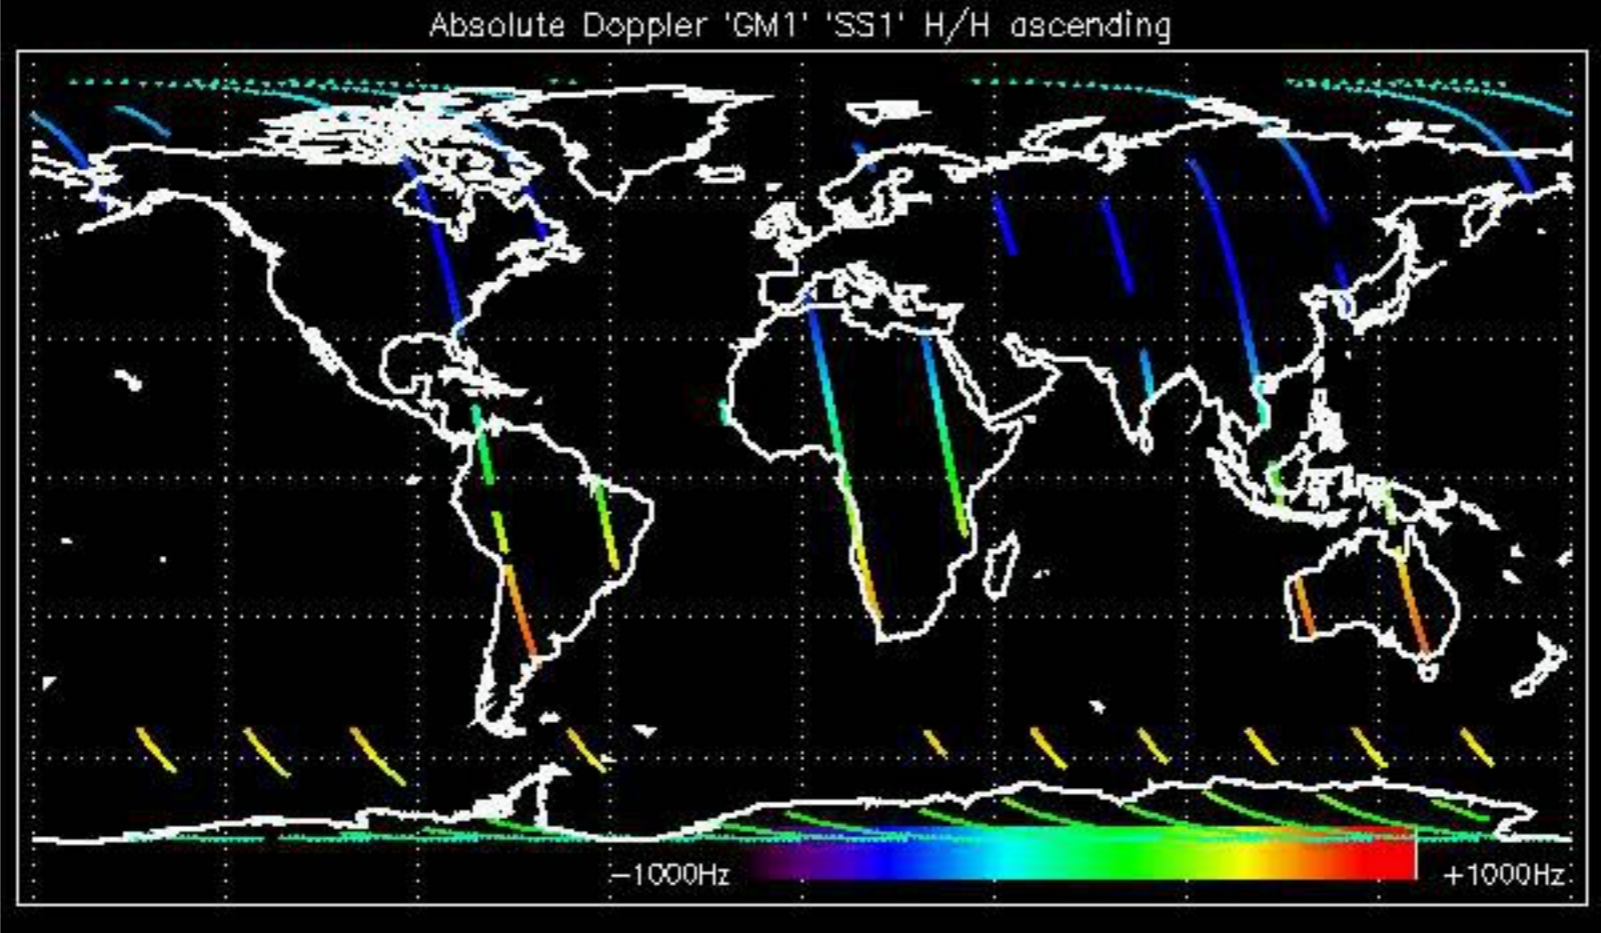 Absolute Doppler 'GM1' 'SS1' H/H ascending
−1000Hz +1000Hz